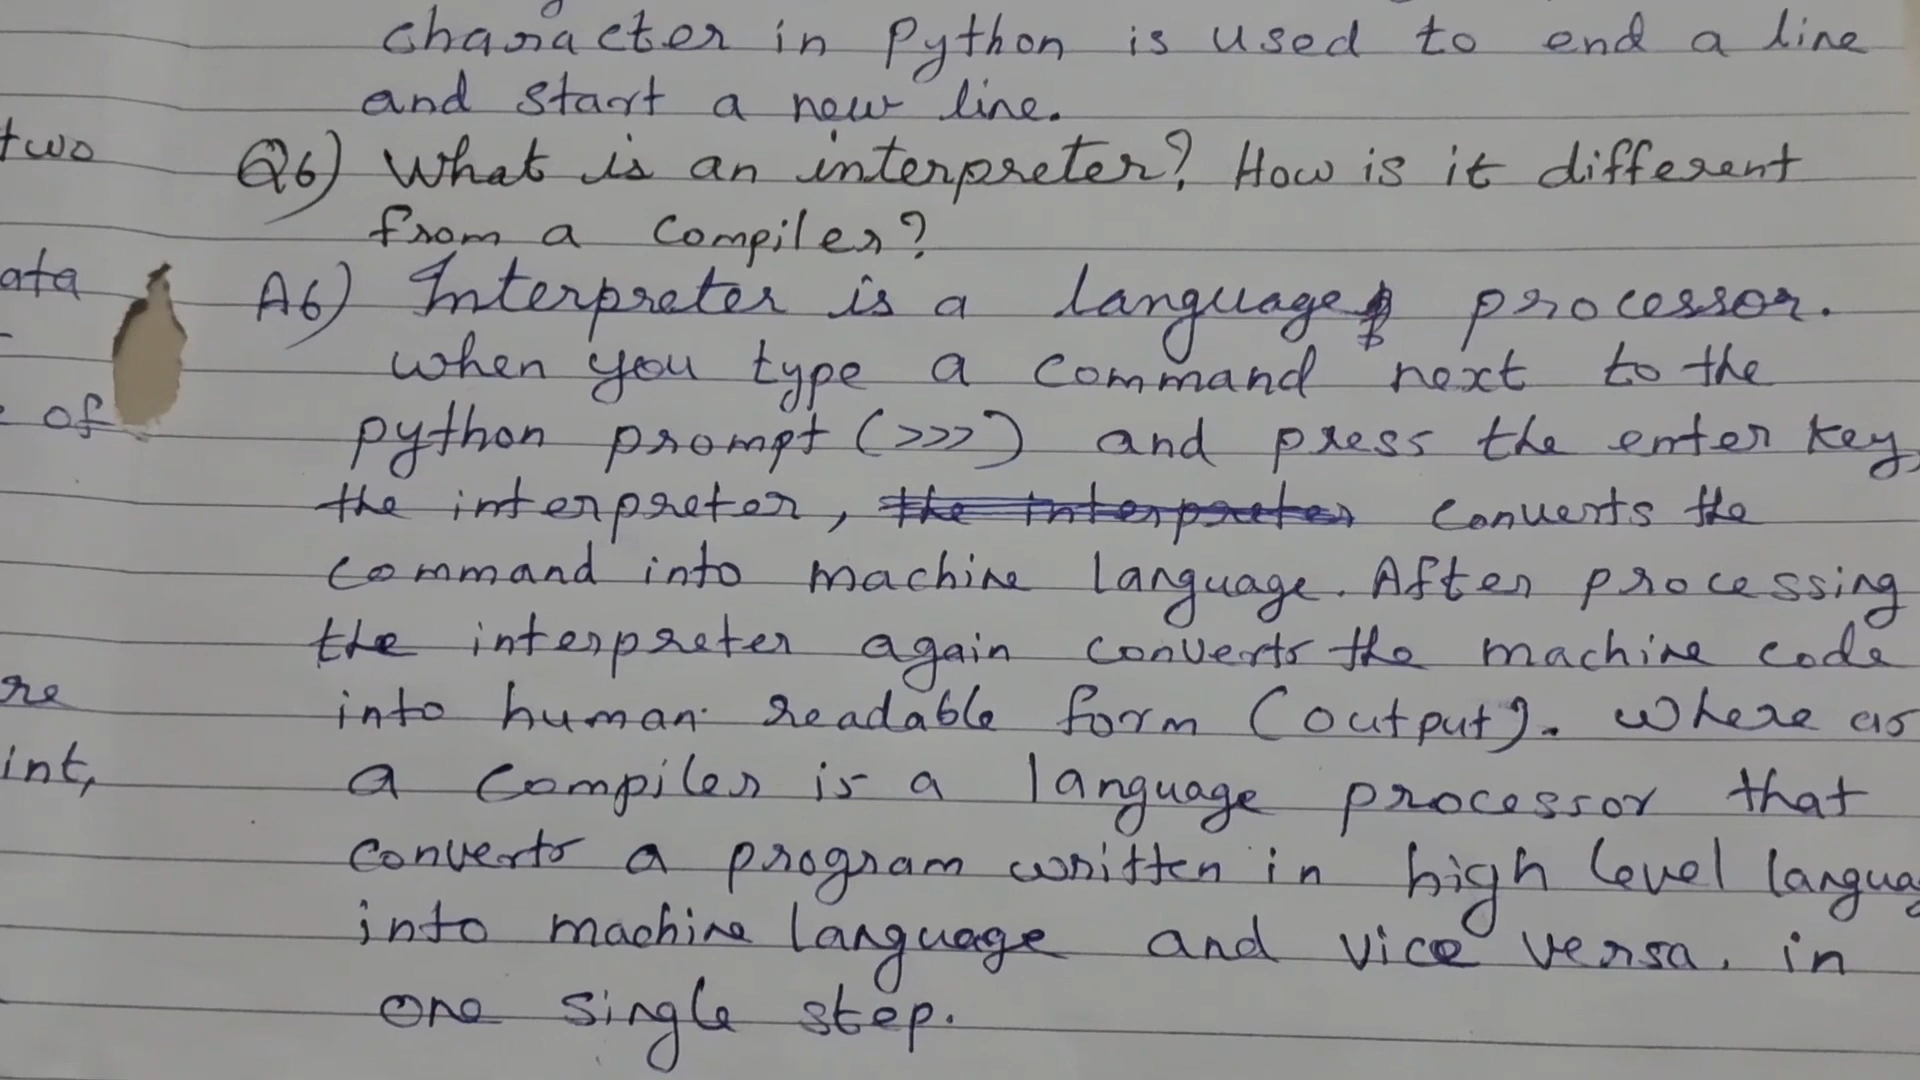 character in Python is used to end a line
and start a new line.
two
Q6) What is an interpreter? How is it different
from a compiler?
ata
A6) Interpreter is a language processor.
when you type a command next to the
of
python prompt (>>>) and press the enter key,
the interpreter, the interpreter converts the
command into machine language. After processing
the interpreter again converts the machine code
re
into human readable form (output). Where as
int,
a compiler is a language processor that
converts a program written in high level languag
into machine language and vice versa. in
one single step.